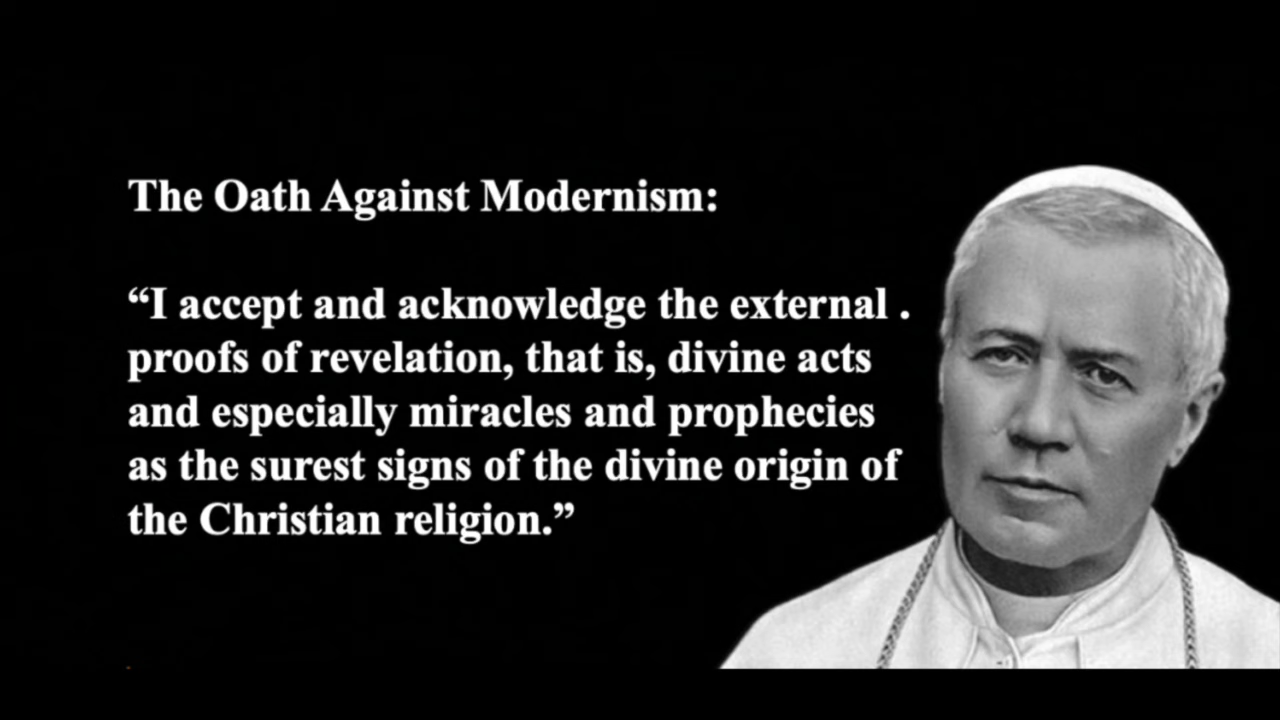 The Oath Against Modernism:
“I accept and acknowledge the external .
proofs of revelation, that is, divine acts
and especially miracles and prophecies
as the surest signs of the divine origin of
the Christian religion.”